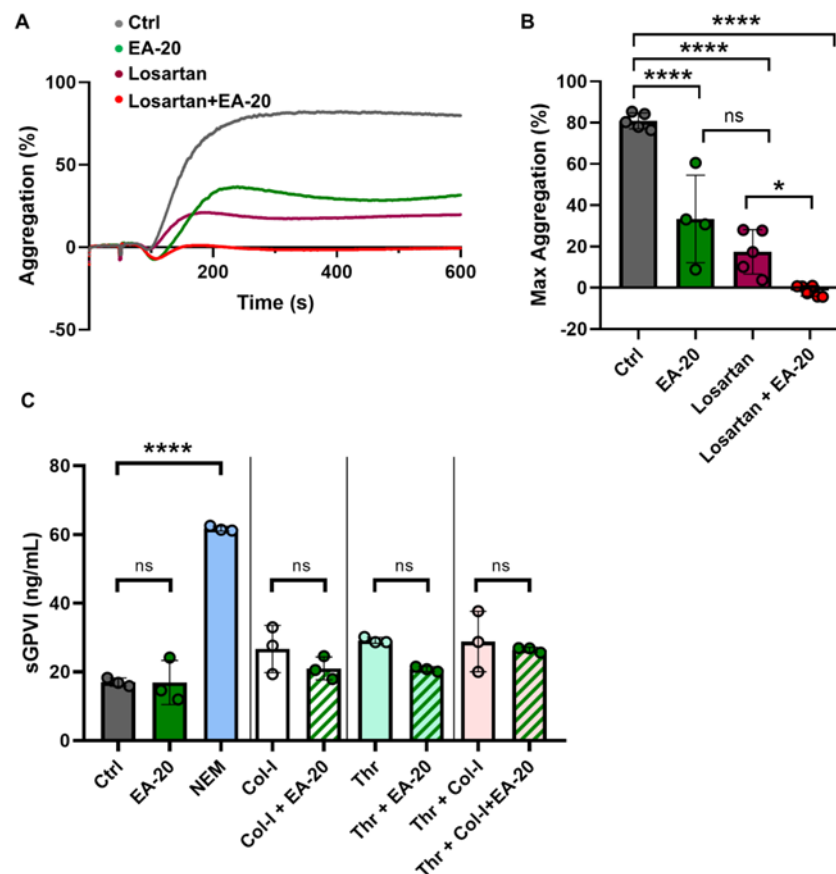 A
Ctrl
EA-20
Losartan
Losartan+EA-20
Aggregation (%)
100
50
0
-50
200
400
600
Time (s)
B
****
****
****
ns
*
Max Aggregation (%)
100
80
60
40
20
0
-20
Ctrl
EA-20
Losartan
Losartan + EA-20
C
****
ns
ns
ns
ns
sGPVI (ng/mL)
80
60
40
20
0
Ctrl
EA-20
NEM
Col-I
Col-I + EA-20
Thr
Thr + EA-20
Thr + Col-I
Thr + Col-I+EA-20